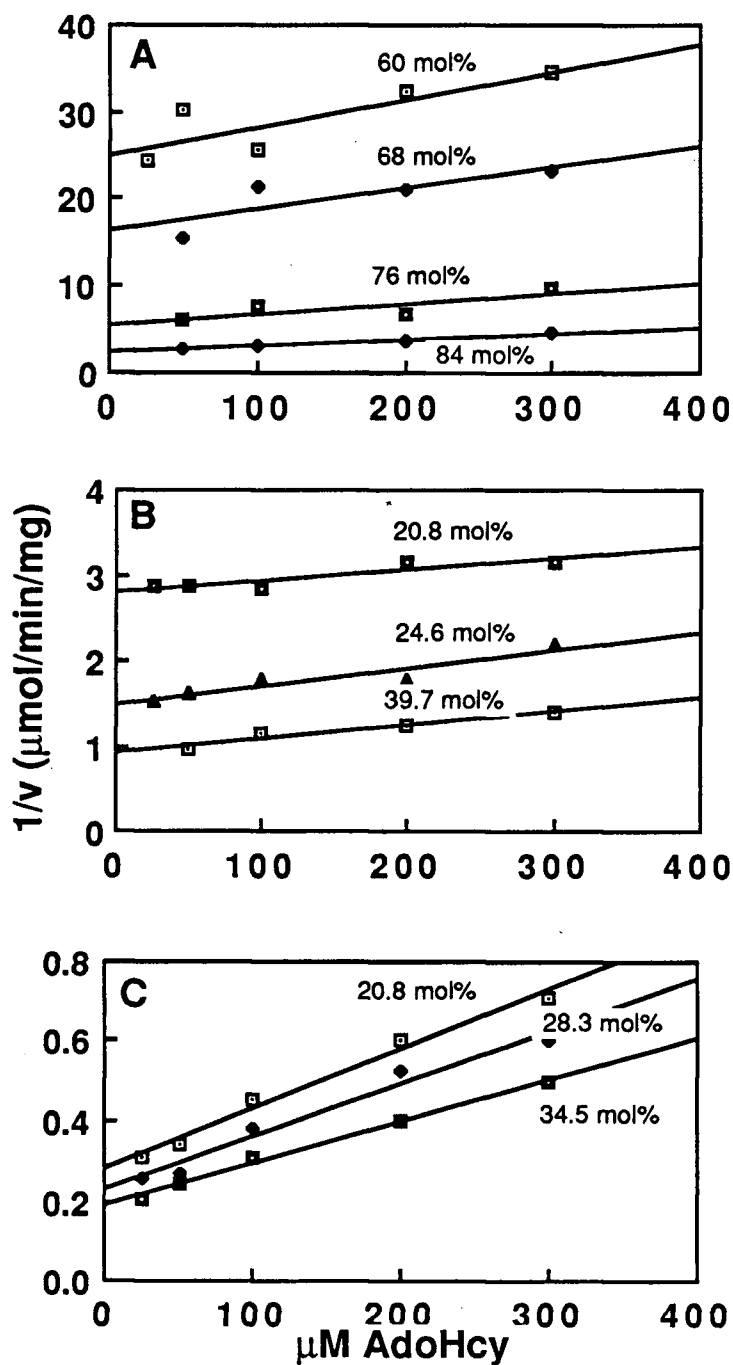 A
40
30
20
10
0
60 mol%
68 mol%
76 mol%
84 mol%
0 100 200 300 400
B
4
3
2
1
0
20.8 mol%
24.6 mol%
39.7 mol%
0 100 200 300 400
1/v (µmol/min/mg)
C
0.8
0.6
0.4
0.2
0.0
20.8 mol%
28.3 mol%
34.5 mol%
0 100 200 300 400
µM AdoHcy